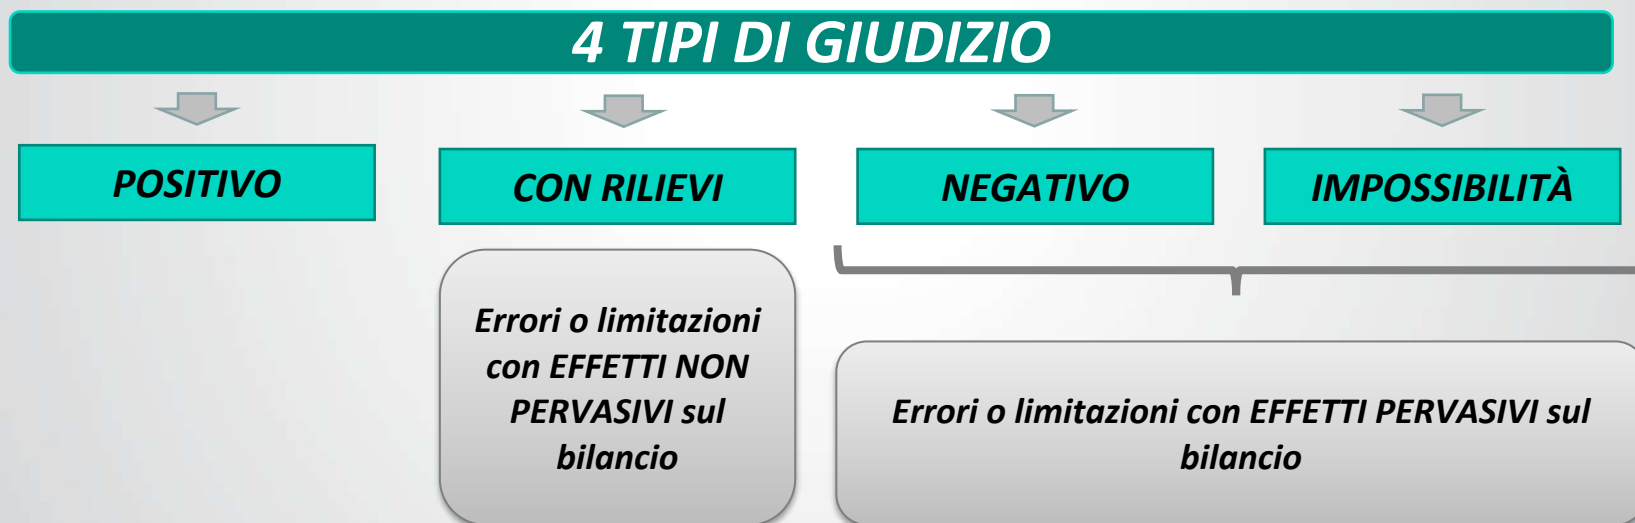 4 TIPI DI GIUDIZIO
POSITIVO
CON RILIEVI
NEGATIVO
IMPOSSIBILITÀ
Errori o limitazioni
con EFFETTI NON
PERVASIVI sul
bilancio
Errori o limitazioni con EFFETTI PERVASIVI sul
bilancio